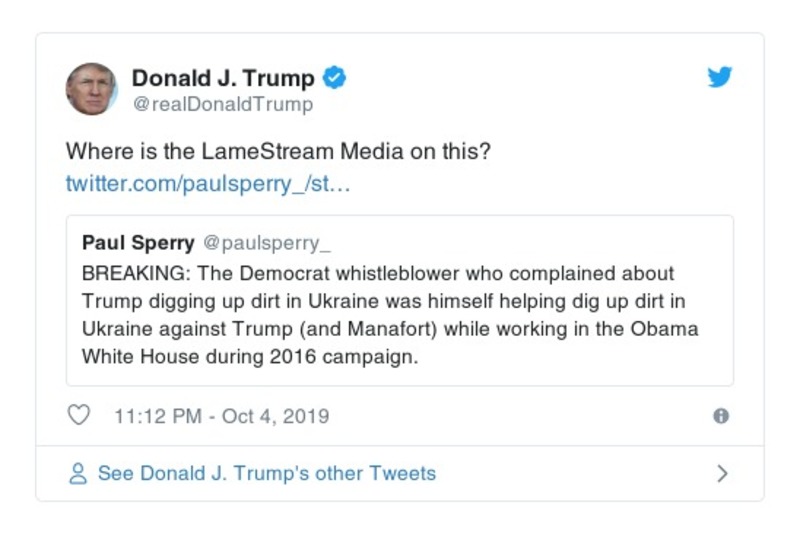 Donald J. Trump
@realDonaldTrump
Where is the LameStream Media on this?
twitter.com/paulsperry_/st…
Paul Sperry @paulsperry_
BREAKING: The Democrat whistleblower who complained about
Trump digging up dirt in Ukraine was himself helping dig up dirt in
Ukraine against Trump (and Manafort) while working in the Obama
White House during 2016 campaign.
11:12 PM - Oct 4, 2019
See Donald J. Trump's other Tweets